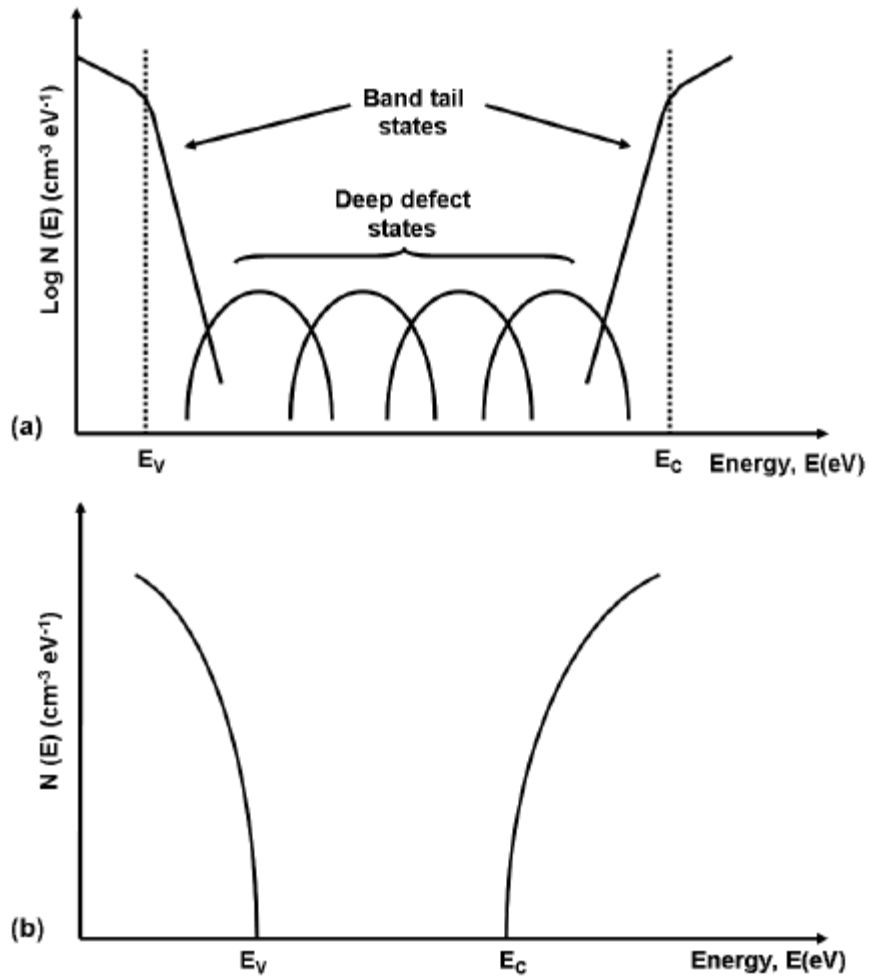 Log N (E) (cm⁻³ eV⁻¹)
Band tail
states
Deep defect
states
(a)
E_V
E_C
Energy, E(eV)
N (E) (cm⁻³ eV⁻¹)
(b)
E_V
E_C
Energy, E(eV)